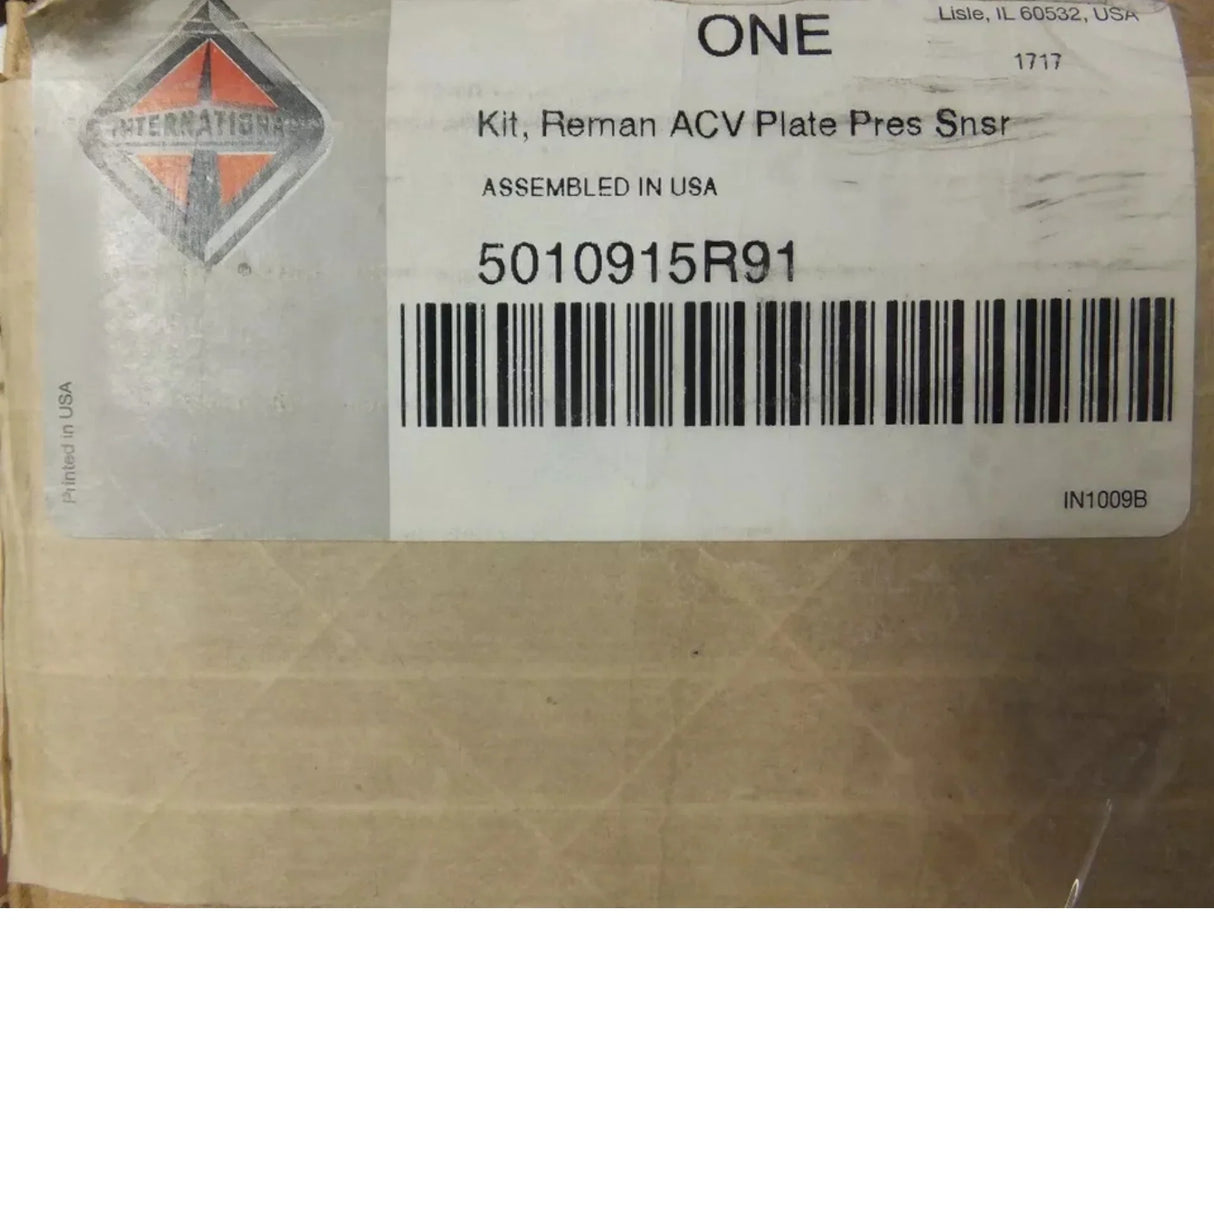 Lisle, IL 60532, USA
ONE
1717
INTERNATIONAL
Kit, Reman ACV Plate Pres Snsr
ASSEMBLED IN USA
5010915R91
Printed in USA
IN1009B